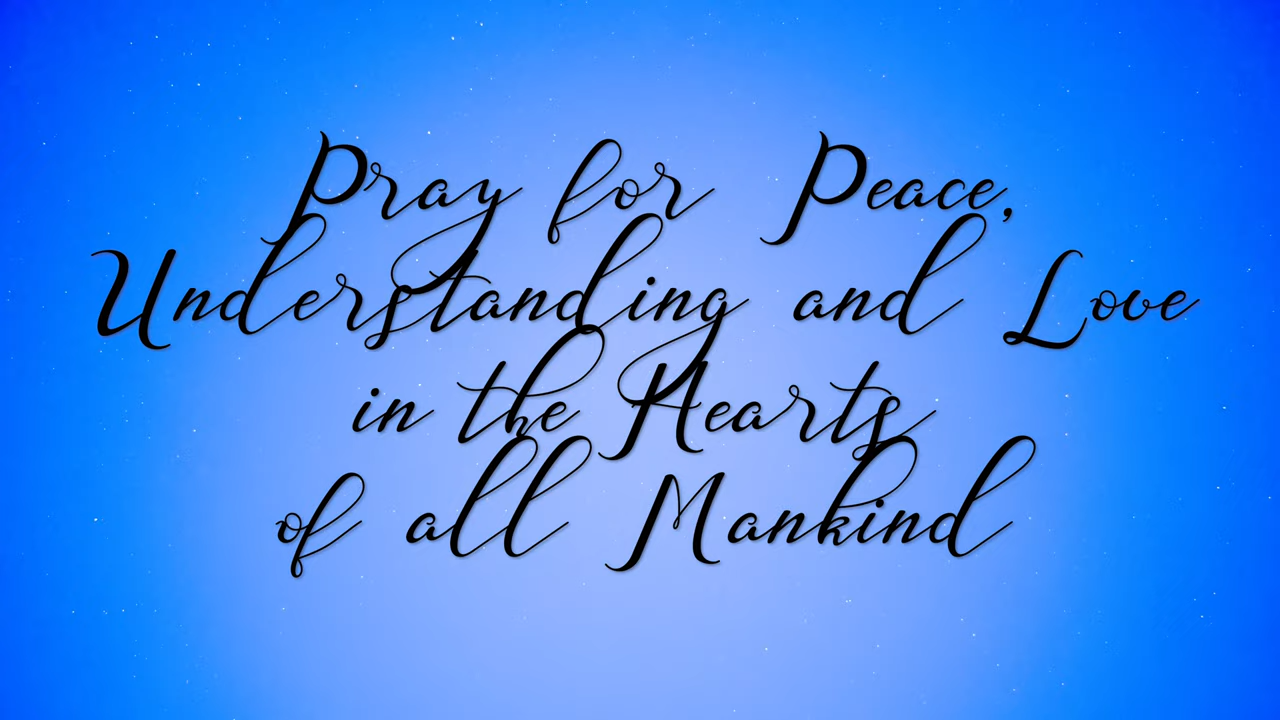 Pray for Peace,
Understanding and Love
in the Hearts
of all Mankind